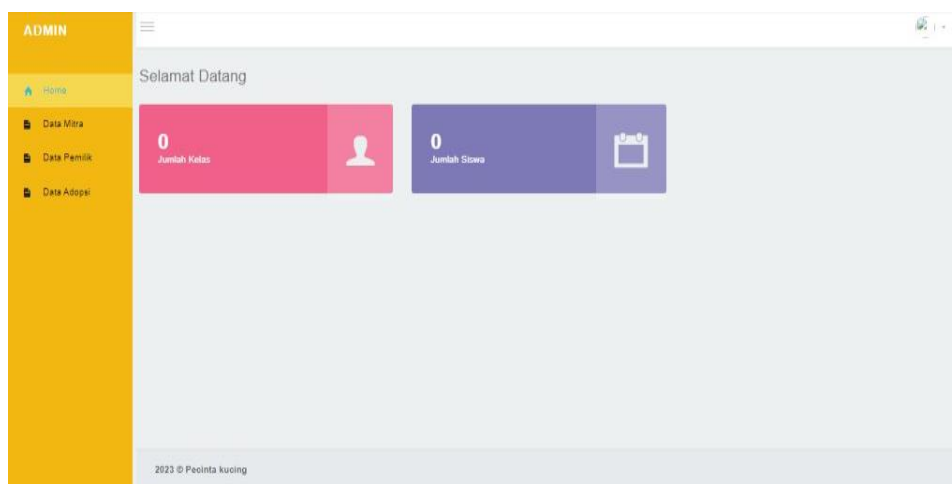 ADMIN
Selamat Datang
Home
Data Mitra
Data Pemilik
Data Adopsi
0
Jumlah Kelas
0
Jumlah Siswa
2023 © Pecinta kucing